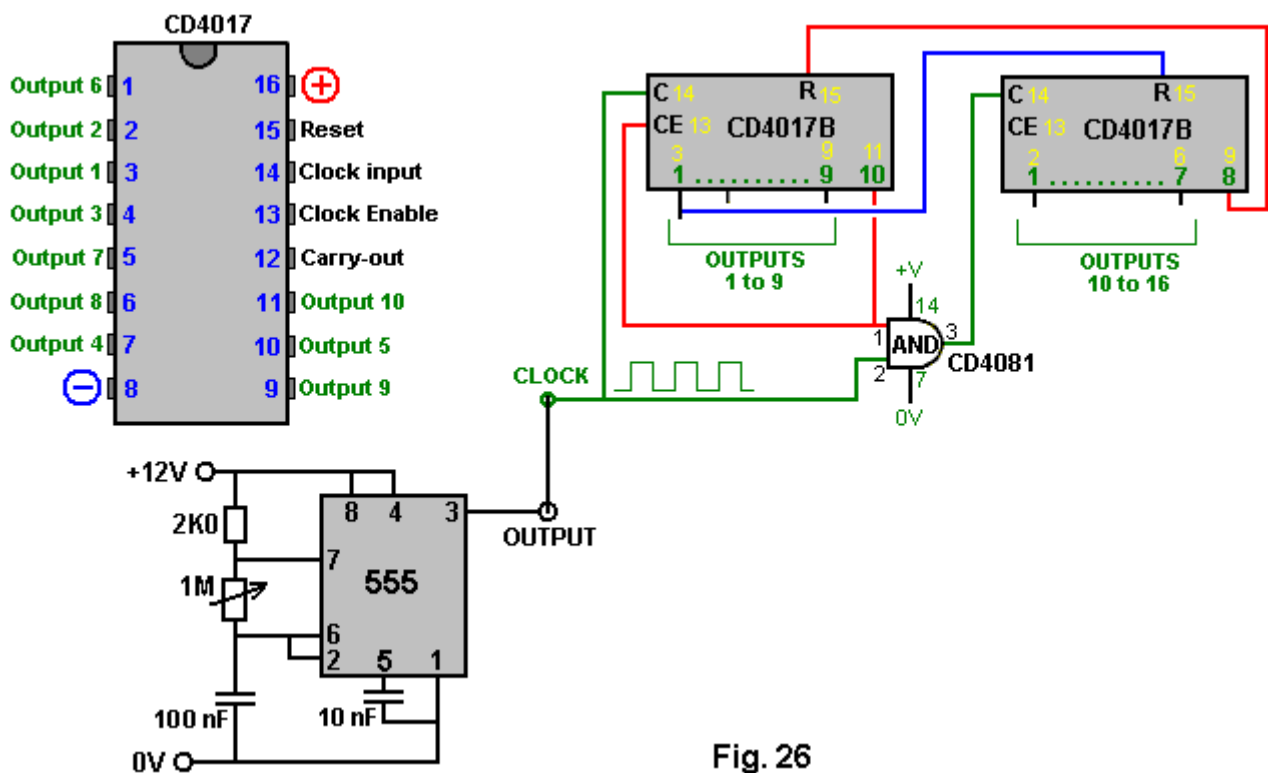 CD4017
Output 6 1 16 +
Output 2 2 15 Reset
Output 1 3 14 Clock input
Output 3 4 13 Clock Enable
Output 7 5 12 Carry-out
Output 8 6 11 Output 10
Output 4 7 10 Output 5
− 8 9 Output 9
C 14 R 15
CE 13 CD4017B
3 9 11
1 . . . . . . . . . . 9 10
OUTPUTS
1 to 9
C 14 R 15
CE 13 CD4017B
2 6 9
1 . . . . . . . . . . 7 8
OUTPUTS
10 to 16
+V
14
1 AND 3
2 CD4081
7
0V
CLOCK
OUTPUT
+12V
8 4 3
2K0
7
1M 555
6
2 5 1
100 nF 10 nF
0V
Fig. 26